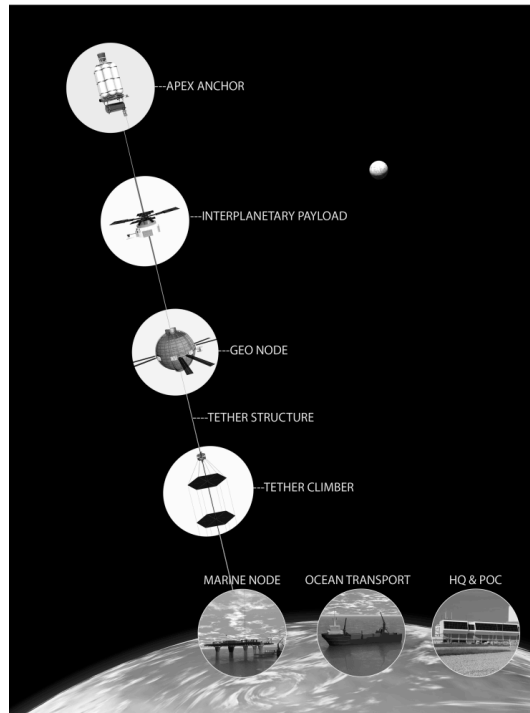 APEX ANCHOR
INTERPLANETARY PAYLOAD
GEO NODE
TETHER STRUCTURE
TETHER CLIMBER
MARINE NODE
OCEAN TRANSPORT
HQ & POC